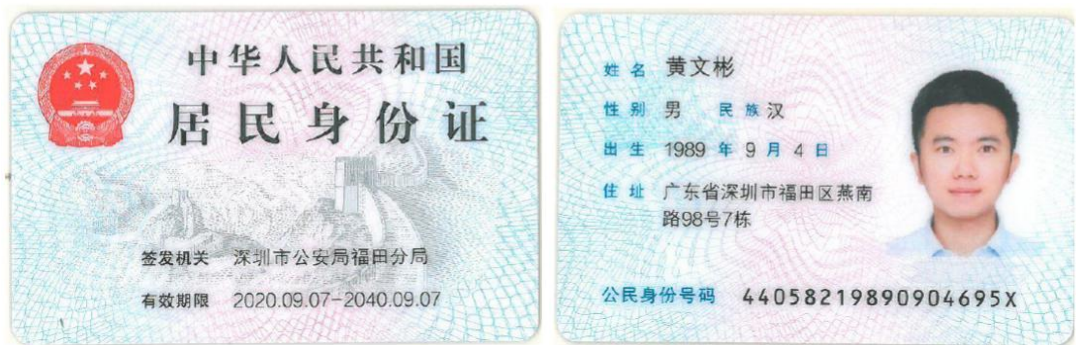 中华人民共和国
居民身份证
签发机关 深圳市公安局福田分局
有效期限 2020.09.07-2040.09.07
姓名 黄文彬
性别 男 民族 汉
出生 1989 年 9 月 4 日
住址 广东省深圳市福田区燕南
路98号7栋
公民身份号码 44058219890904695X